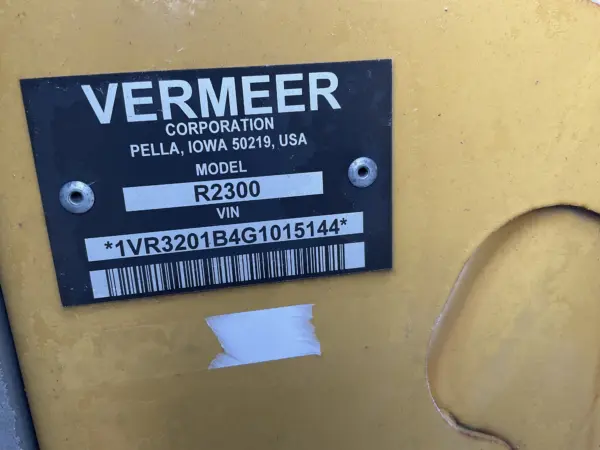 VERMEER
CORPORATION
PELLA, IOWA 50219, USA
MODEL
R2300
VIN
*1VR3201B4G1015144*